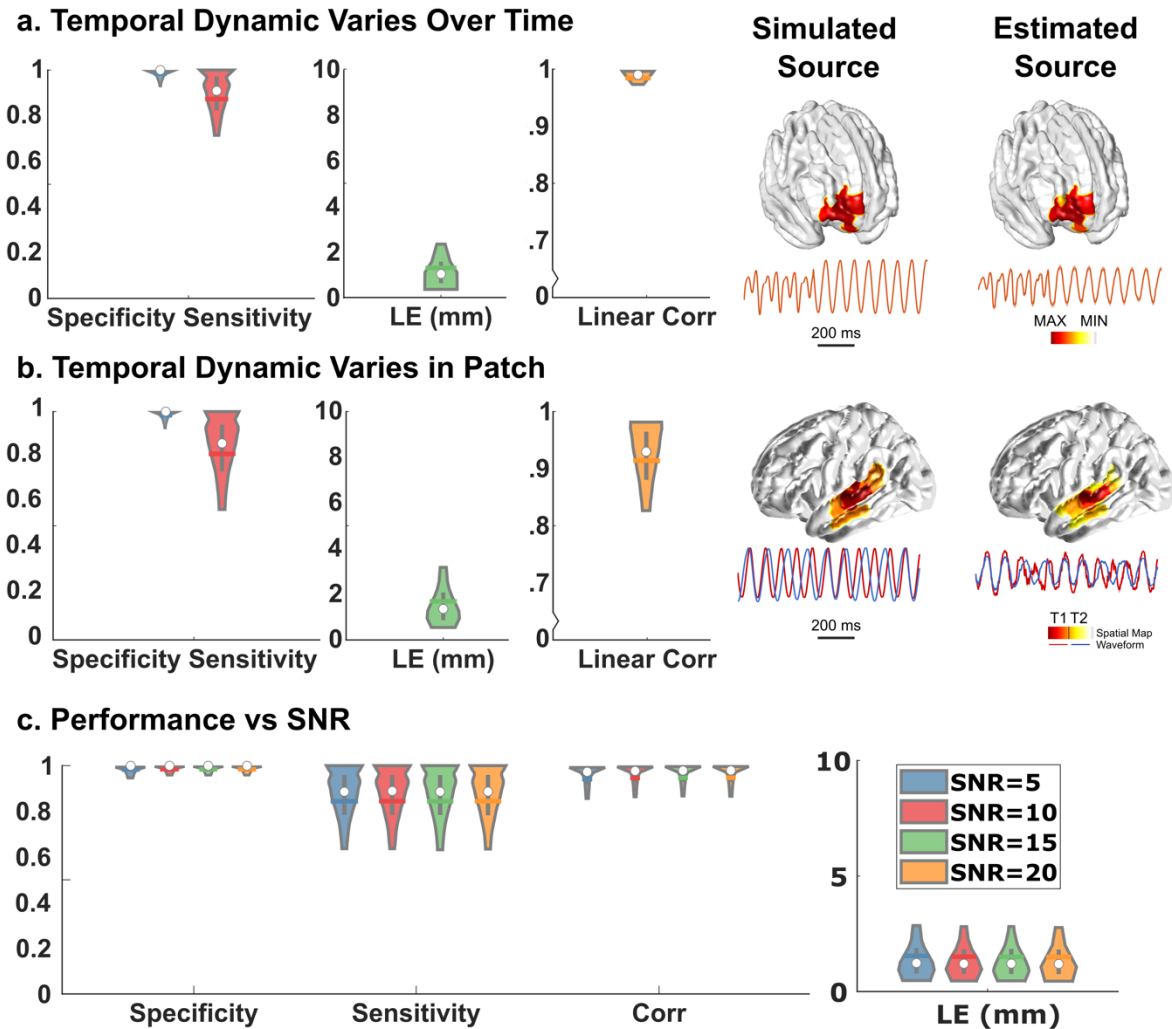 a. Temporal Dynamic Varies Over Time
Simulated
Source
Estimated
Source
1
0.8
0.6
0.4
0.2
0
Specificity Sensitivity
10
8
6
4
2
0
LE (mm)
1
.9
.8
.7
0
Linear Corr
200 ms
MAX MIN
b. Temporal Dynamic Varies in Patch
1
0.8
0.6
0.4
0.2
0
Specificity Sensitivity
10
8
6
4
2
0
LE (mm)
1
.9
.8
.7
0
Linear Corr
200 ms
T1 T2
Spatial Map
Waveform
c. Performance vs SNR
1
0.8
0.6
0.4
0.2
0
Specificity
Sensitivity
Corr
10
5
0
SNR=5
SNR=10
SNR=15
SNR=20
LE (mm)